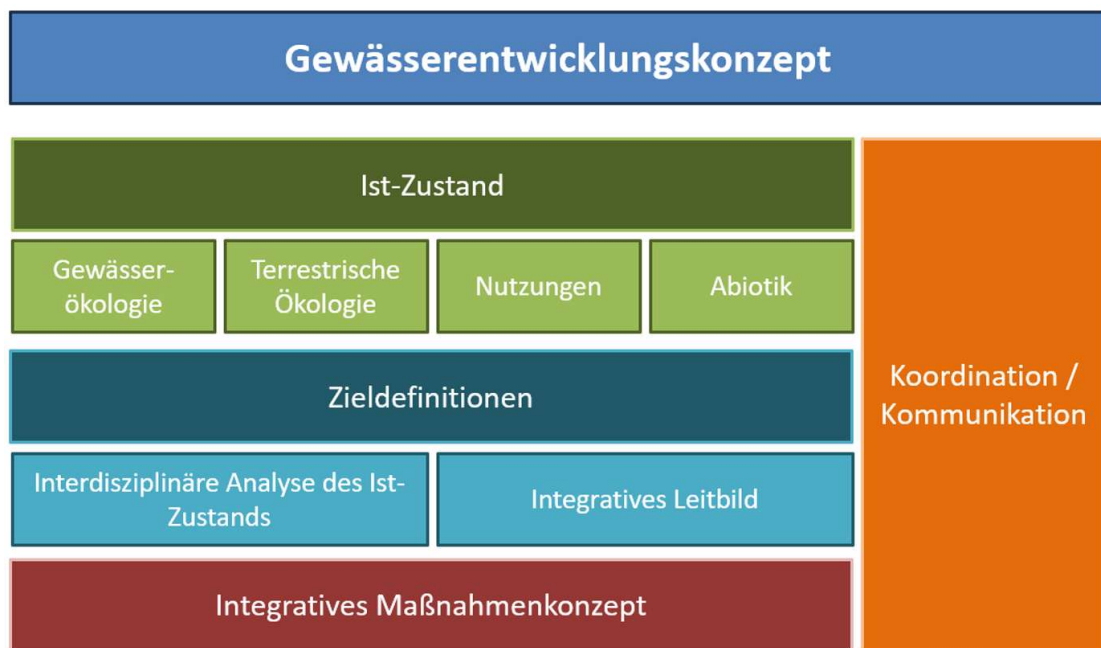 Gewässerentwicklungskonzept
Ist-Zustand
Gewässer-
ökologie
Terrestrische
Ökologie
Nutzungen
Abiotik
Zieldefinitionen
Interdisziplinäre Analyse des Ist-
Zustands
Integratives Leitbild
Integratives Maßnahmenkonzept
Koordination /
Kommunikation